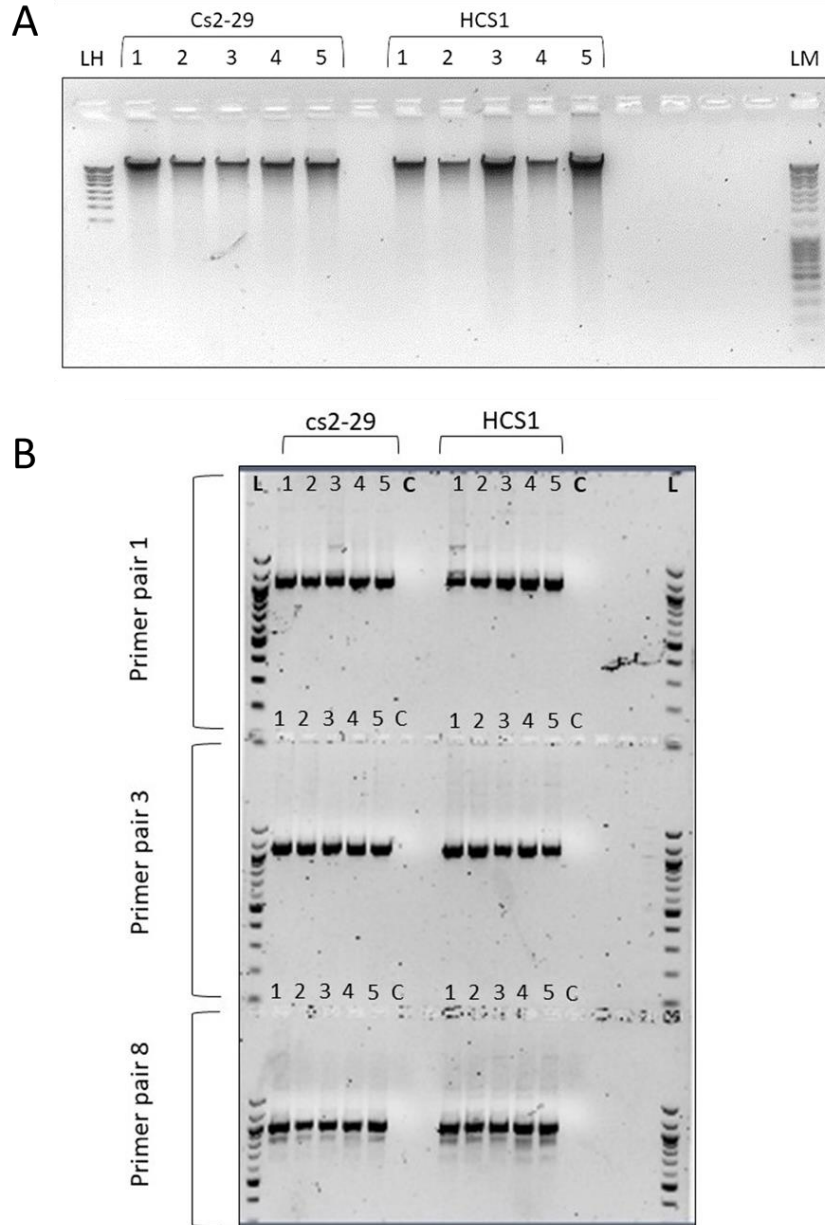 A
Cs2-29 HCS1
LH 1 2 3 4 5 1 2 3 4 5 LM
B
cs2-29 HCS1
L 1 2 3 4 5 C 1 2 3 4 5 C L
Primer pair 1
1 2 3 4 5 C 1 2 3 4 5 C
Primer pair 3
1 2 3 4 5 C 1 2 3 4 5 C
Primer pair 8